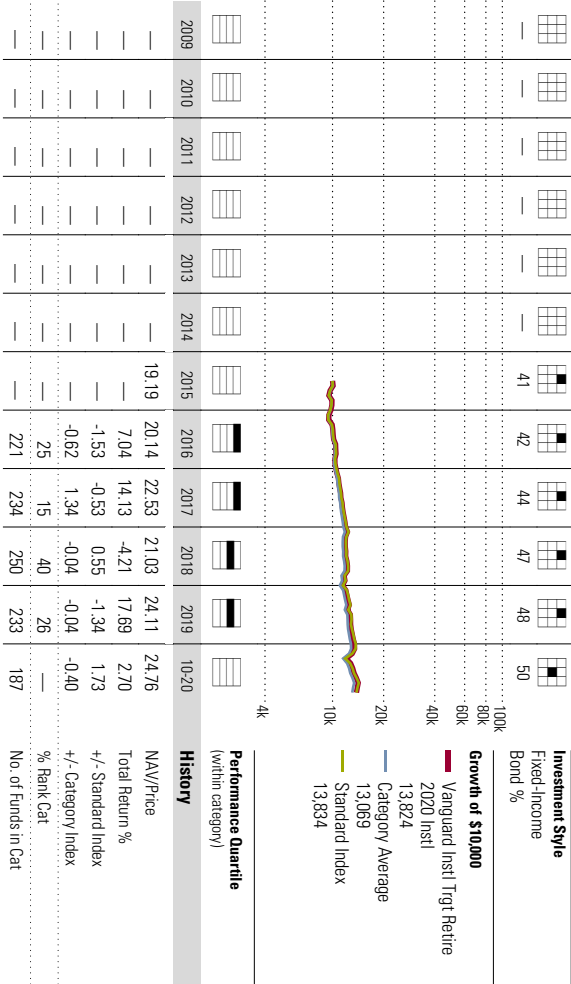 Investment Style
Fixed-Income
— — — — — — 41 42 44 47 48 50 Bond %
100k
80k
60k
40k
20k
10k
4k
Growth of $10,000
Vanguard Instl Trgt Retire
2020 Instl
13,824
Category Average
13,069
Standard Index
13,834
Performance Quartile
(within category)
2009 2010 2011 2012 2013 2014 2015 2016 2017 2018 2019 10-20 History
— — — — — — 19.19 20.14 22.53 21.03 24.11 24.76 NAV/Price
— — — — — — — 7.04 14.13 -4.21 17.69 2.70 Total Return %
— — — — — — — -1.53 -0.53 0.55 -1.34 1.73 +/- Standard Index
— — — — — — — -0.62 1.34 -0.04 -0.04 -0.40 +/- Category Index
— — — — — — — 25 15 40 26 — % Rank Cat
— — — — — — — 221 234 250 233 187 No. of Funds in Cat